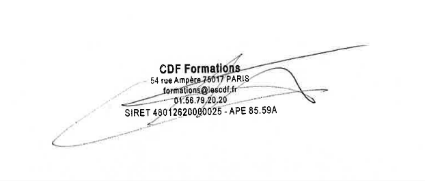 CDF Formations
54 rue Ampère 75017 PARIS
formations@lescdf.fr
01.56.79.20.20
SIRET 48012620000025 - APE 85.59A